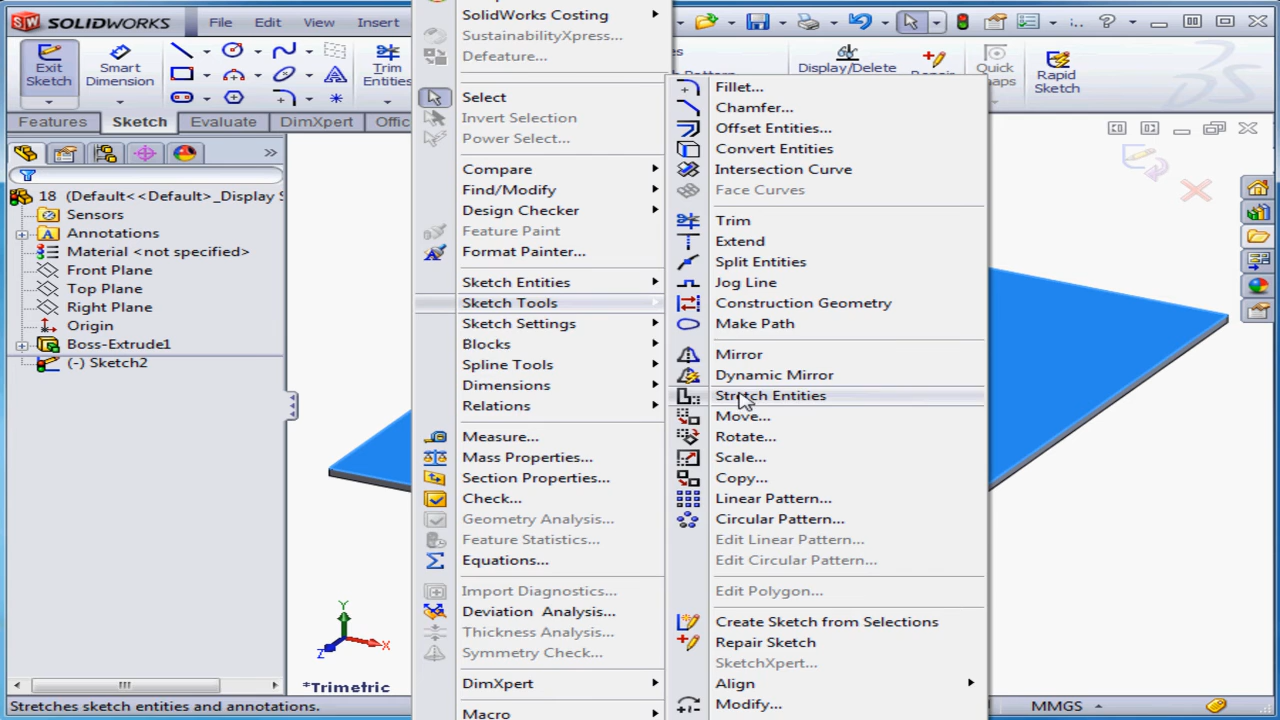 SOLIDWORKS
File
Edit
View
Insert
Exit
Sketch
Smart
Dimension
Trim
Entities
Display/Delete
Quick
Rapid
Sketch
Features
Sketch
Evaluate
DimXpert
18 (Default<<Default>_Display S
Sensors
Annotations
Material <not specified>
Front Plane
Top Plane
Right Plane
Origin
Boss-Extrude1
(-) Sketch2
SolidWorks Costing
SustainabilityXpress...
Defeature...
Select
Invert Selection
Power Select...
Compare
Find/Modify
Design Checker
Feature Paint
Format Painter...
Sketch Entities
Sketch Tools
Sketch Settings
Blocks
Spline Tools
Dimensions
Relations
Measure...
Mass Properties...
Section Properties...
Check...
Geometry Analysis...
Feature Statistics...
Equations...
Import Diagnostics...
Deviation Analysis...
Thickness Analysis...
Symmetry Check...
DimXpert
Macro
Fillet...
Chamfer...
Offset Entities...
Convert Entities
Intersection Curve
Face Curves
Trim
Extend
Split Entities
Jog Line
Construction Geometry
Make Path
Mirror
Dynamic Mirror
Stretch Entities
Move...
Rotate...
Scale...
Copy...
Linear Pattern...
Circular Pattern...
Edit Linear Pattern...
Edit Circular Pattern...
Edit Polygon...
Create Sketch from Selections
Repair Sketch
SketchXpert...
Align
Modify...
Y
X
Z
*Trimetric
Stretches sketch entities and annotations.
MMGS